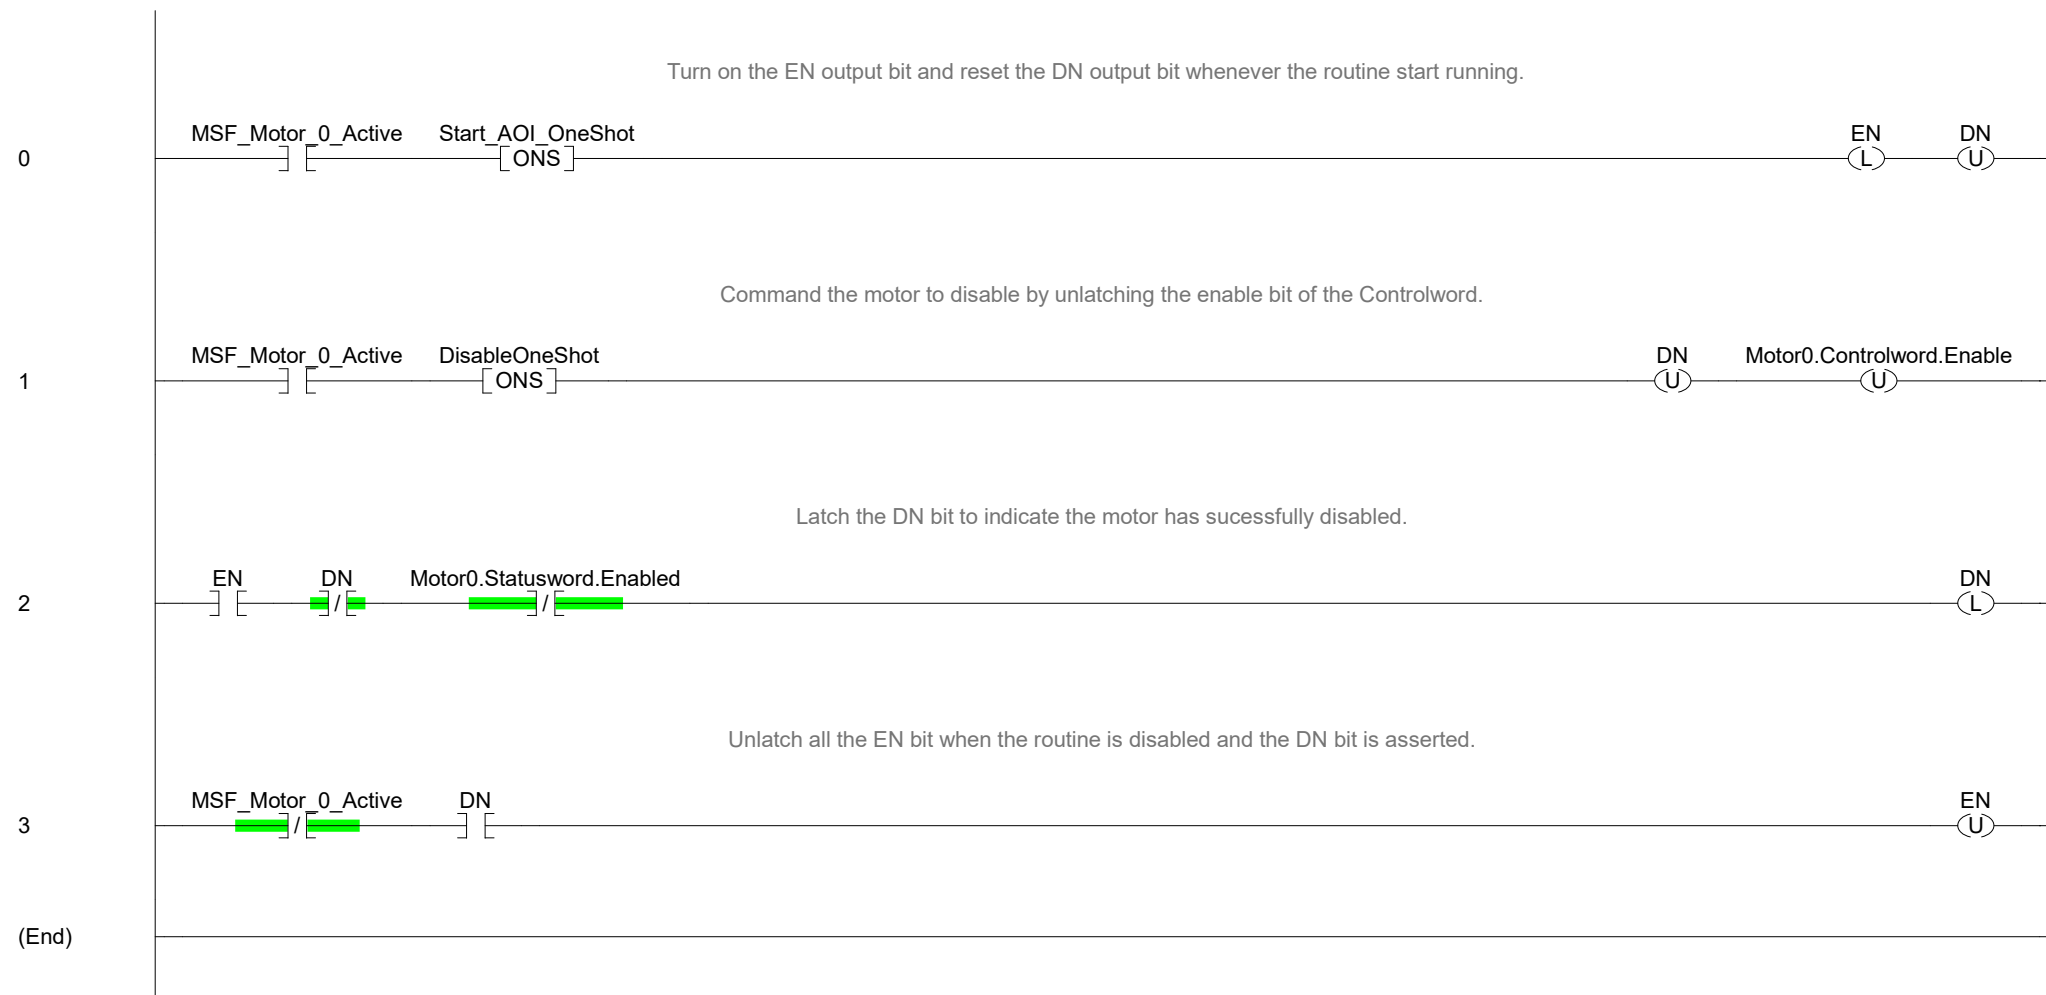 Turn on the EN output bit and reset the DN output bit whenever the routine start running.
MSF_Motor_0_Active Start_AOI_OneShot EN DN
0 ONS L U
Command the motor to disable by unlatching the enable bit of the Controlword.
MSF_Motor_0_Active DisableOneShot DN Motor0.Controlword.Enable
1 ONS U U
Latch the DN bit to indicate the motor has sucessfully disabled.
EN DN Motor0.Statusword.Enabled DN
2 / / L
Unlatch all the EN bit when the routine is disabled and the DN bit is asserted.
MSF_Motor_0_Active DN EN
3 / U
(End)